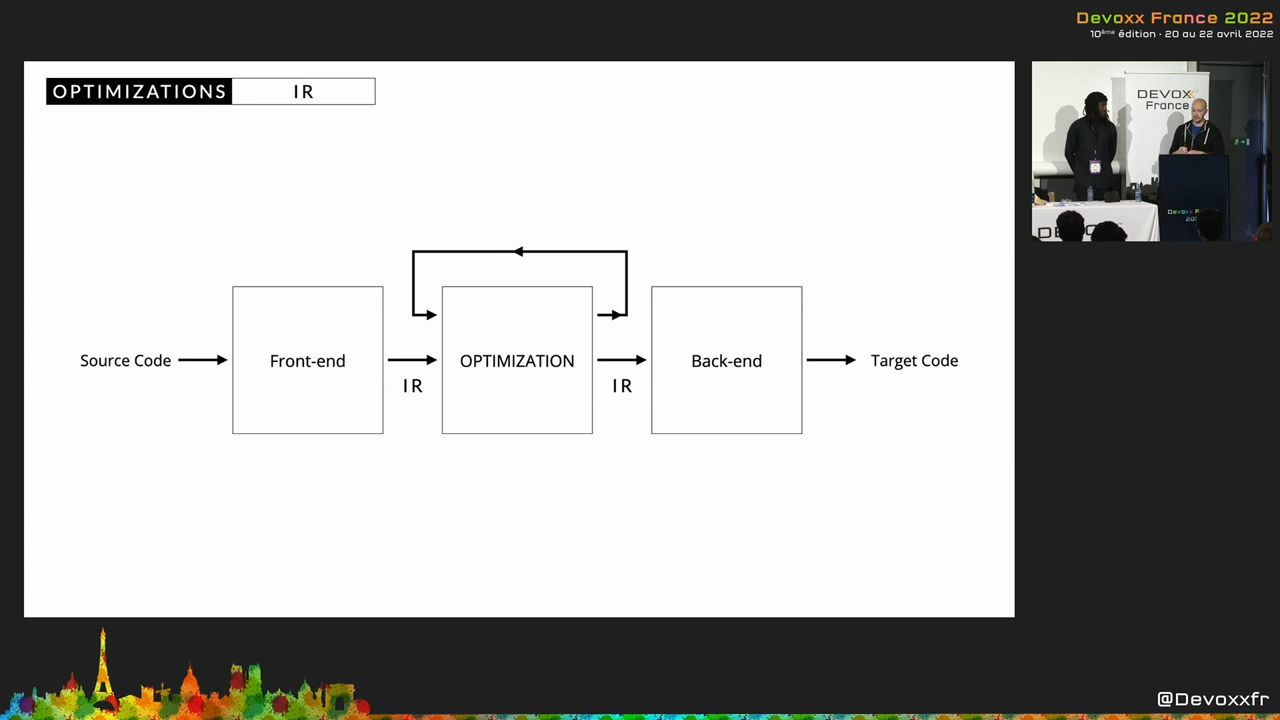 Devoxx France 2022
10ème édition · 20 au 22 avril 2022
OPTIMIZATIONS IR
Source Code
Front-end
IR
OPTIMIZATION
IR
Back-end
Target Code
DEVOXX
France
@Devoxxfr